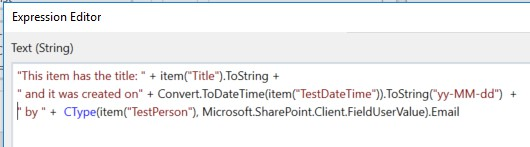 Expression Editor
Text (String)
"This item has the title: " + item("Title").ToString +
" and it was created on" + Convert.ToDateTime(item("TestDateTime")).ToString("yy-MM-dd")  +
" by " +  CType(item("TestPerson"), Microsoft.SharePoint.Client.FieldUserValue).Email